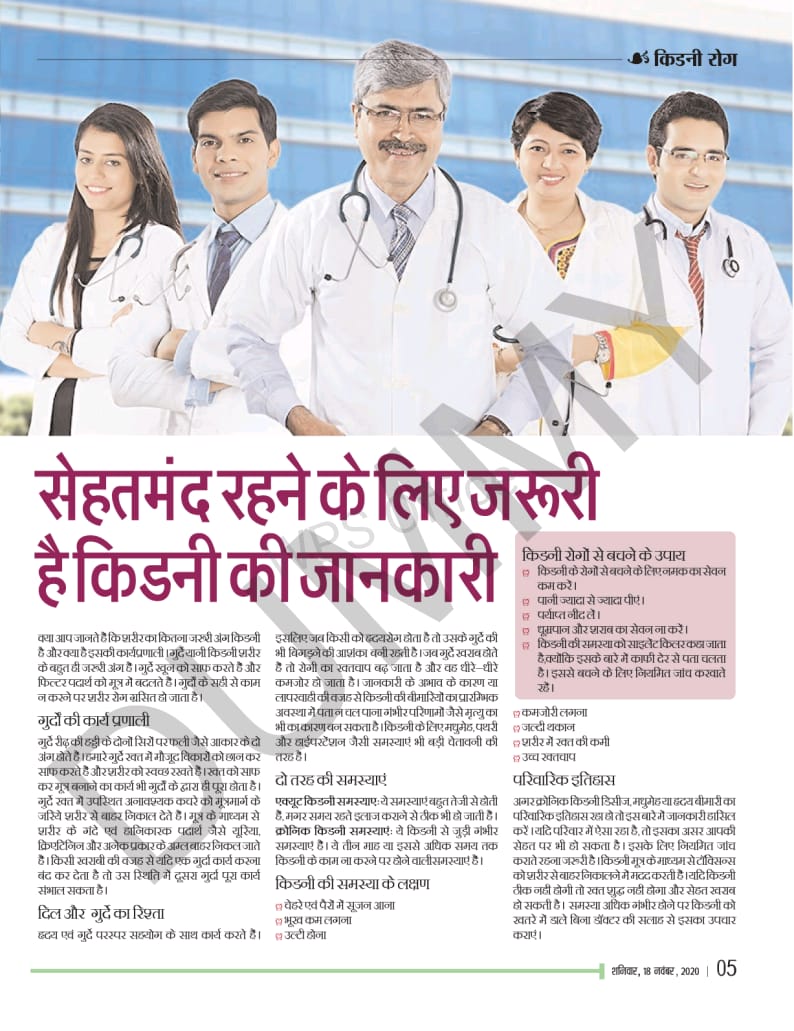 किडनी रोग
सेहतमंद रहने के लिए जरूरी
है किडनी की जानकारी
क्या आप जानते है कि शरीर का कितना जरुरी अंग किडनी
है और क्या है इसकी कार्यप्रणाली। गुर्दे यानी किडनी शरीर
के बहुत ही जरुरी अंग है। गुर्दे खून को साफ करते है और
फिल्टर पदार्थ को मूत्र में बदलते है। गुर्दो के सही से काम
न करने पर शरीर रोग ग्रसित हो जाता है।
गुर्दों की कार्य प्रणाली
गुर्दे रीढ़ की हड्डी के दोनों सिरों पर फली जैसे आकार के दो
अंग होते है। हमारे गुर्दे रक्त में मौजूद विकारों को छान कर
साफ करते है और शरीर को स्वच्छ रखते है। रक्त को साफ
कर मूत्र बनाने का कार्य भी गुर्दों के द्वारा ही पूरा होता है।
गुर्दे रक्त में उपस्थित अनावश्यक कचरे को मूत्रमार्ग के
जरिये शरीर से बाहर निकाल देते है। मूत्र के माध्यम से
शरीर के गंदे एवं हानिकारक पदार्थ जैसे यूरिया,
क्रिएटिनिन और अनेक प्रकार के अम्ल बाहर निकल जाते
है। किसी खराबी की वजह से यदि एक गुर्दा कार्य करना
बंद कर देता है तो उस स्थिति में दूसरा गुर्दा पूरा कार्य
संभाल सकता है।
दिल और गुर्दे का रिश्ता
हृदय एवं गुर्दे परस्पर सहयोग के साथ कार्य करते है।
इसलिए जब किसी को हृदयरोग होता है तो उसके गुर्दे की
भी बिगड़ने की आशंका बनी रहती है। जब गुर्दे खराब होते
है तो रोगी का रक्तचाप बढ़ जाता है और वह धीरे-धीरे
कमजोर हो जाता है। जानकारी के अभाव के कारण या
लापरवाही की वजह से किडनी की बीमारियों का प्रारम्भिक
अवस्था में पता न चल पाना गंभीर परिणामों जैसे मृत्यु का
भी का कारण बन सकता है। किडनी के लिए मधुमेह, पथरी
और हाईपरटेंशन जैसी समस्याएं भी बड़ी चेतावनी की
तरह है।
दो तरह की समस्याएं
एक्यूट किडनी समस्याएः ये समस्याएं बहुत तेजी से होती
है, मगर समय रहते इलाज कराने से ठीक भी हो जाती है।
क्रोनिक किडनी समस्याएः ये किडनी से जुड़ी गंभीर
समस्याएं है। ये तीन माह या इससे अधिक समय तक
किडनी के काम ना करने पर होने वाली समस्याएं है।
किडनी की समस्या के लक्षण
चेहरे एवं पैरों में सूजन आना
भूख कम लगना
उल्टी होना
किडनी रोगों से बचने के उपाय
किडनी के रोगों से बचने के लिए नमक का सेवन
कम करें।
पानी ज्यादा से ज्यादा पीएं।
पर्याप्त नींद लें।
धूम्रपान और शराब का सेवन ना करें।
किडनी की समस्या को साइलेंट किलर कहा जाता
है,क्योंकि इसके बारे में काफी देर से पता चलता
है। इससे बचने के लिए नियमित जांच करवाते
रहें।
कमजोरी लगना
जल्दी थकान
शरीर में रक्त की कमी
उच्च रक्तचाप
परिवारिक इतिहास
अगर क्रोनिक किडनी डिसीज, मधुमेह या हृदय बीमारी का
परिवारिक इतिहास रहा हो तो इस बारे में जानकारी हासिल
करें। यदि परिवार में ऐसा रहा है, तो इसका असर आपकी
सेहत पर भी हो सकता है। इसके लिए नियमित जांच
कराते रहना जरुरी है। किडनी मूत्र के माध्यम से टॉक्सिन्स
को शरीर से बाहर निकालने में मदद करती है। यदि किडनी
ठीक नहीं होगी तो रक्त शुद्ध नहीं होगा और सेहत खराब
हो सकती है। समस्या अधिक गंभीर होने पर किडनी को
खतरे में डाले बिना डॉक्टर की सलाह से इसका उपचार
कराएं।
शनिवार, 18 नवंबर, 2020 | 05
DUMMY